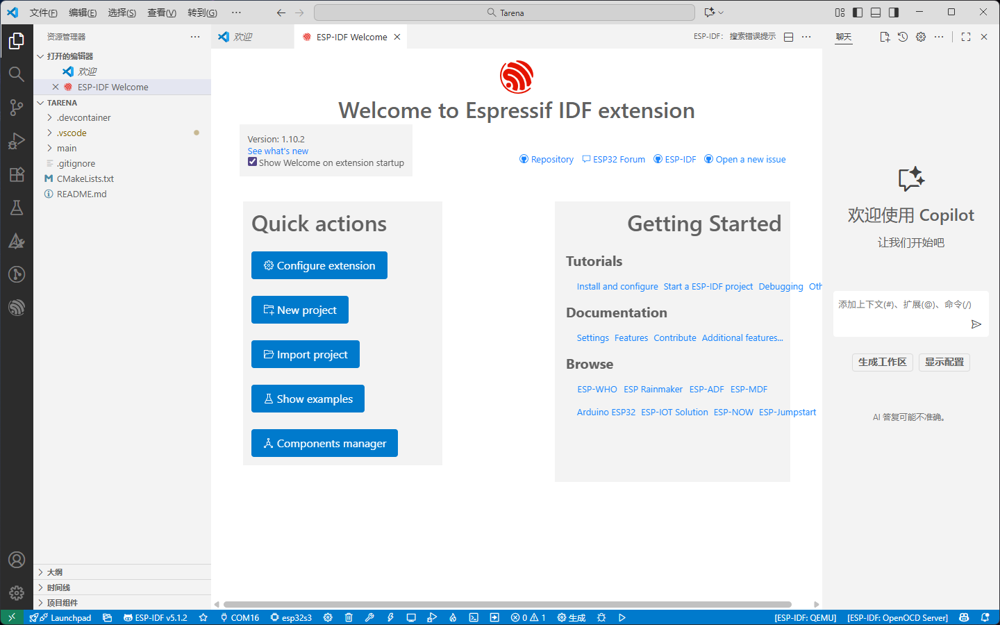 文件(F) 编辑(E) 选择(S) 查看(V) 转到(G) ··· Tarena
资源管理器
打开的编辑器
欢迎
ESP-IDF Welcome
TARENA
.devcontainer
.vscode
main
.gitignore
CMakeLists.txt
README.md
大纲
时间线
项目组件
欢迎 ESP-IDF Welcome ESP-IDF: 搜索错误提示
Welcome to Espressif IDF extension
Version: 1.10.2
See what's new
Show Welcome on extension startup
Repository ESP32 Forum ESP-IDF Open a new issue
Quick actions
Configure extension
New project
Import project
Show examples
Components manager
Getting Started
Tutorials
Install and configure Start a ESP-IDF project Debugging Oth
Documentation
Settings Features Contribute Additional features...
Browse
ESP-WHO ESP Rainmaker ESP-ADF ESP-MDF
Arduino ESP32 ESP-IOT Solution ESP-NOW ESP-Jumpstart
聊天
欢迎使用 Copilot
让我们开始吧
添加上下文(#)、扩展(@)、命令(/)
生成工作区 显示配置
AI 答复可能不准确。
Launchpad ESP-IDF v5.1.2 COM16 esp32s3 0 1 生成 [ESP-IDF: QEMU] [ESP-IDF: OpenOCD Server]